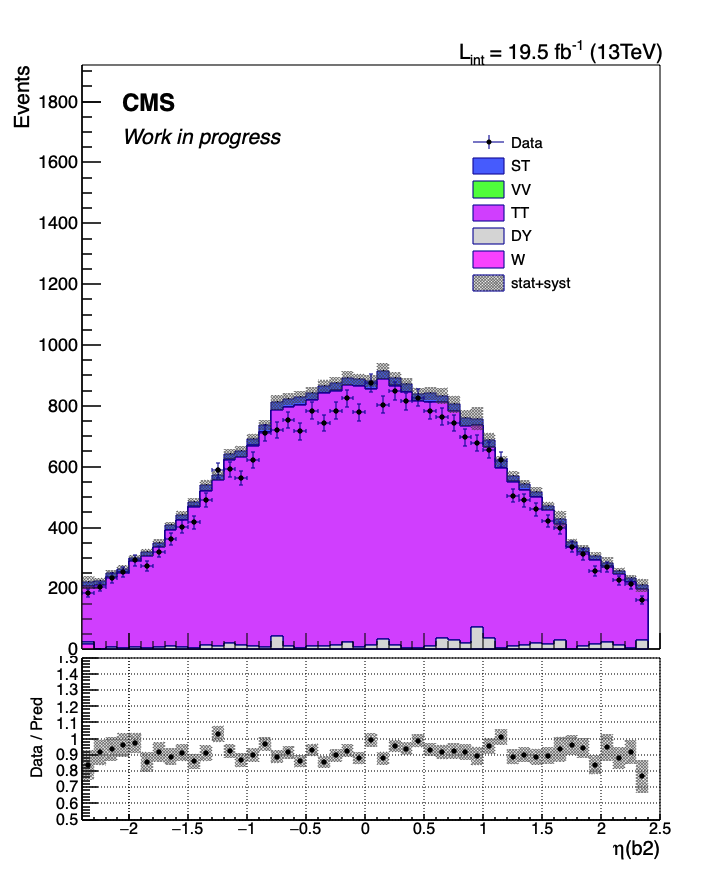 L_int = 19.5 fb⁻¹ (13TeV)
Events
1800
1600
1400
1200
1000
800
600
400
200
0
CMS
Work in progress
Data
ST
VV
TT
DY
W
stat+syst
Data / Pred
1.5
1.4
1.3
1.2
1.1
1
0.9
0.8
0.7
0.6
0.5
−2 −1.5 −1 −0.5 0 0.5 1 1.5 2 2.5
η(b2)